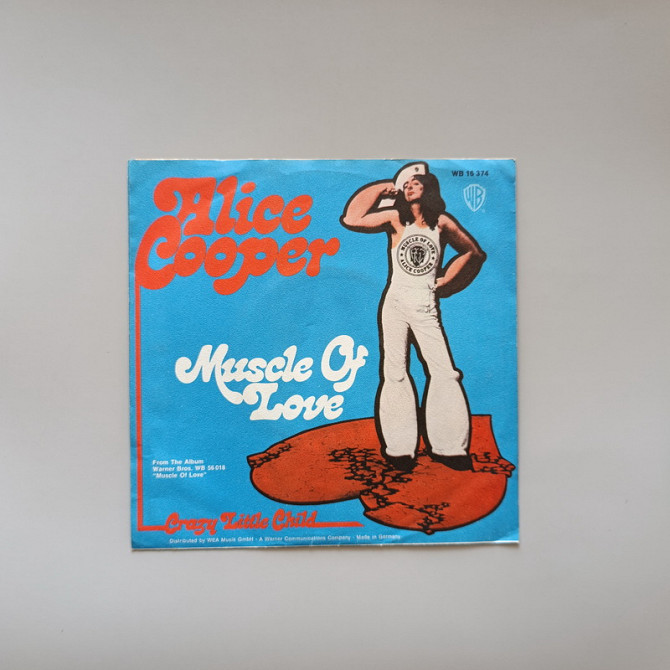 WB 16 374
Alice
Cooper
WB
MUSCLE OF LOVE
ALICE COOPER
Muscle Of
Love
From The Album
Warner Bros. WB 56 018
"Muscle Of Love"
Crazy Little Child
Distributed by WEA Musik GmbH · A Warner Communications Company · Made in Germany